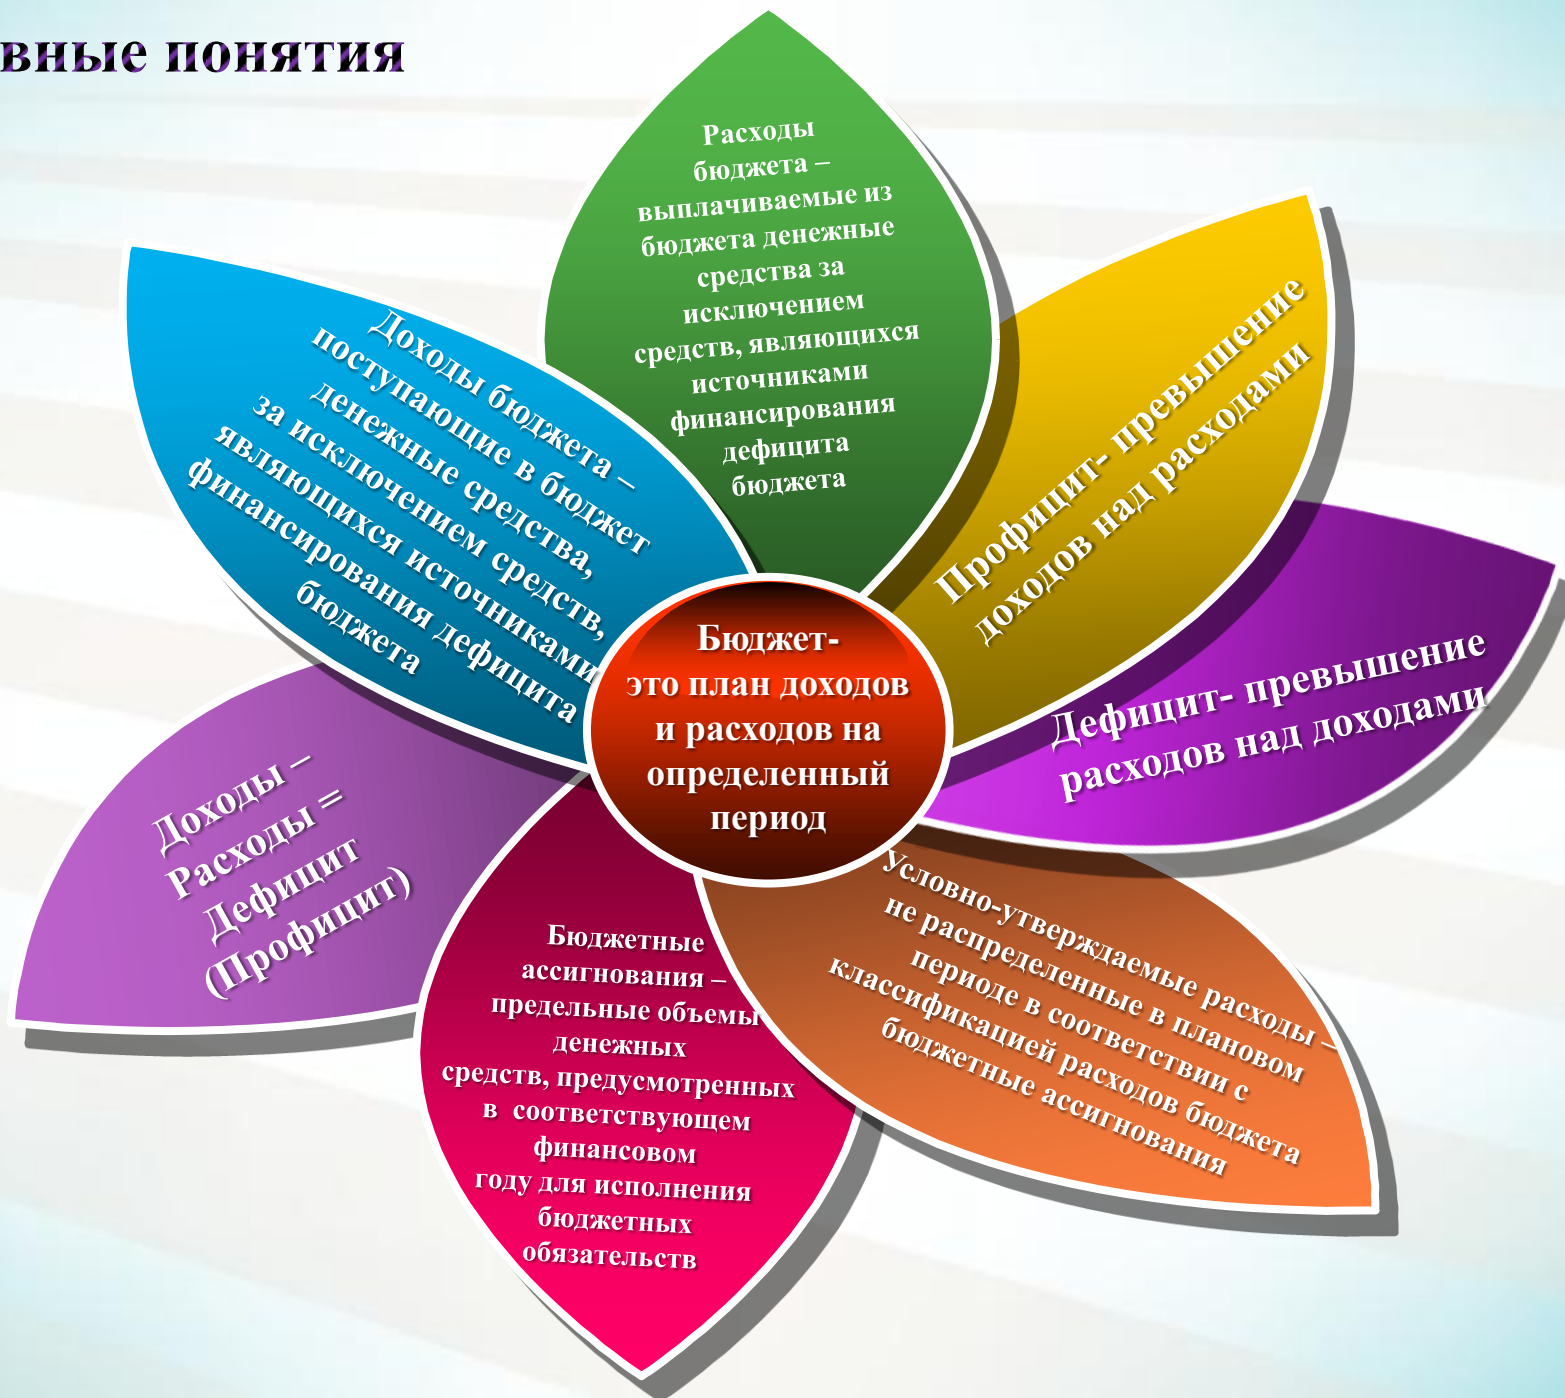 вные понятия
Расходы
бюджета –
выплачиваемые из
бюджета денежные
средства за
исключением
средств, являющихся
источниками
финансирования
дефицита
бюджета
Профицит- превышение
доходов над расходами
Дефицит- превышение
расходов над доходами
Условно-утверждаемые расходы –
не распределенные в плановом
периоде в соответствии с
классификацией расходов бюджета
бюджетные ассигнования
Бюджетные
ассигнования –
предельные объемы
денежных
средств, предусмотренных
в  соответствующем
финансовом
году для исполнения
бюджетных
обязательств
Доходы –
Расходы =
Дефицит
(Профицит)
Доходы бюджета –
поступающие в бюджет
денежные средства,
за исключением средств,
являющихся источниками
финансирования дефицита
бюджета
Бюджет-
это план доходов
и расходов на
определенный
период